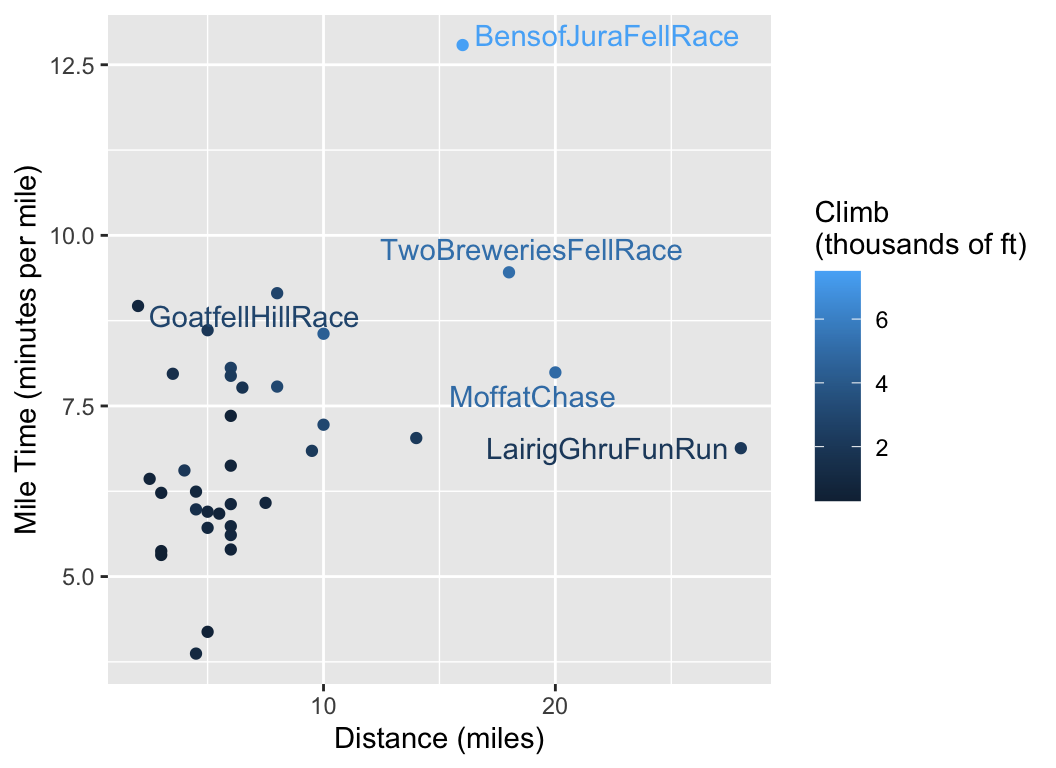 BensofJuraFellRace
12.5
Climb
(thousands of ft)
10.0
TwoBreweriesFellRace
GoatfellHillRace
6
4
2
7.5
MoffatChase
LairigGhruFunRun
5.0
Mile Time (minutes per mile)
10
20
Distance (miles)